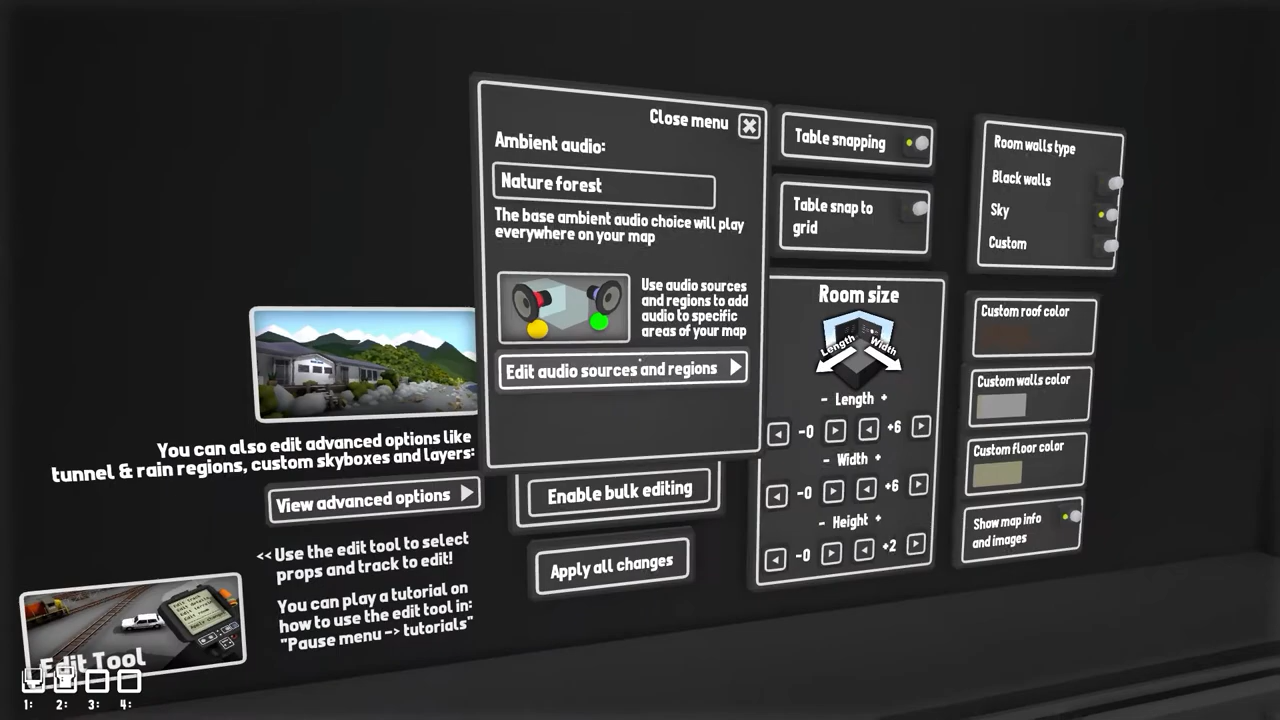 Close menu
Ambient audio:
Nature forest
The base ambient audio choice will play
everywhere on your map
Use audio sources
and regions to add
audio to specific
areas of your map
Edit audio sources and regions
You can also edit advanced options like
tunnel & rain regions, custom skyboxes and layers:
View advanced options
<< Use the edit tool to select
props and track to edit!
You can play a tutorial on
how to use the edit tool in:
"Pause menu -> tutorials"
Edit Tool
1: 2: 3: 4:
Enable bulk editing
Apply all changes
Table snapping
Table snap to
grid
Room size
Length Width
- Length +
-0 +6
- Width +
-0 +6
- Height +
-0 +2
Room walls type
Black walls
Sky
Custom
Custom roof color
Custom walls color
Custom floor color
Show map info
and images